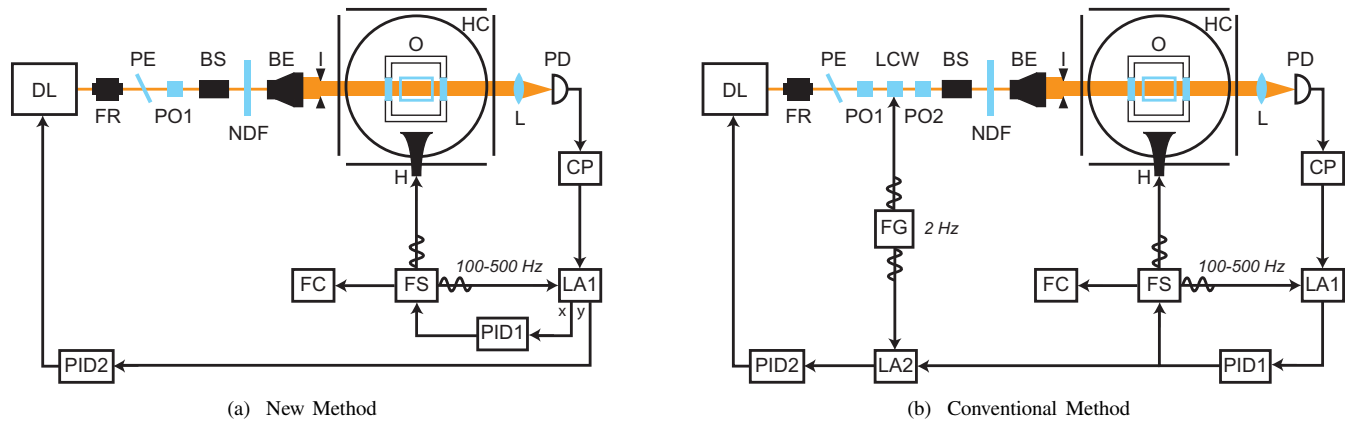 HC
O
PD
PE
BS
BE
I
DL
FR
PO1
NDF
L
H
CP
100-500 Hz
FC
FS
LA1
x y
PID1
PID2
(a) New Method
HC
O
PD
PE
LCW
BS
BE
I
DL
FR
PO1
PO2
NDF
L
H
CP
FG
2 Hz
100-500 Hz
FC
FS
LA1
PID2
LA2
PID1
(b) Conventional Method